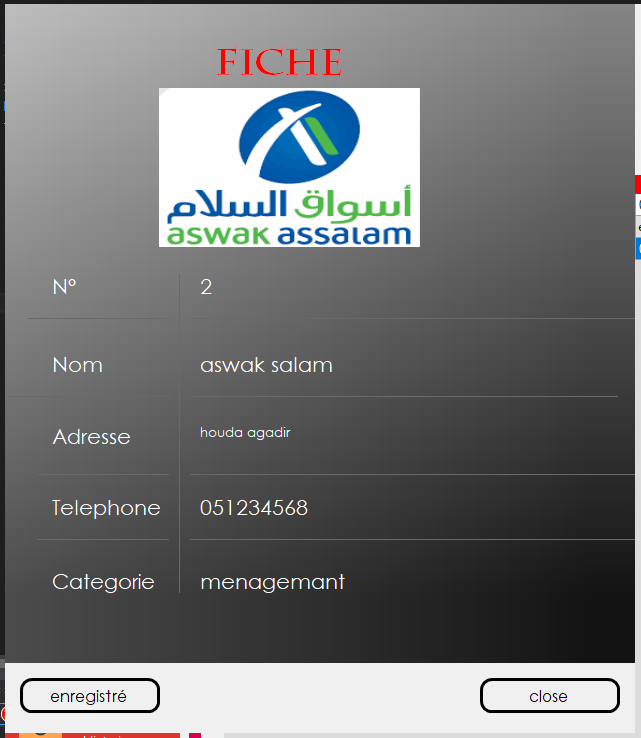 FICHE
أسواق السلام
aswak assalam
N° 2
Nom aswak salam
Adresse houda agadir
Telephone 051234568
Categorie menagemant
enregistré close